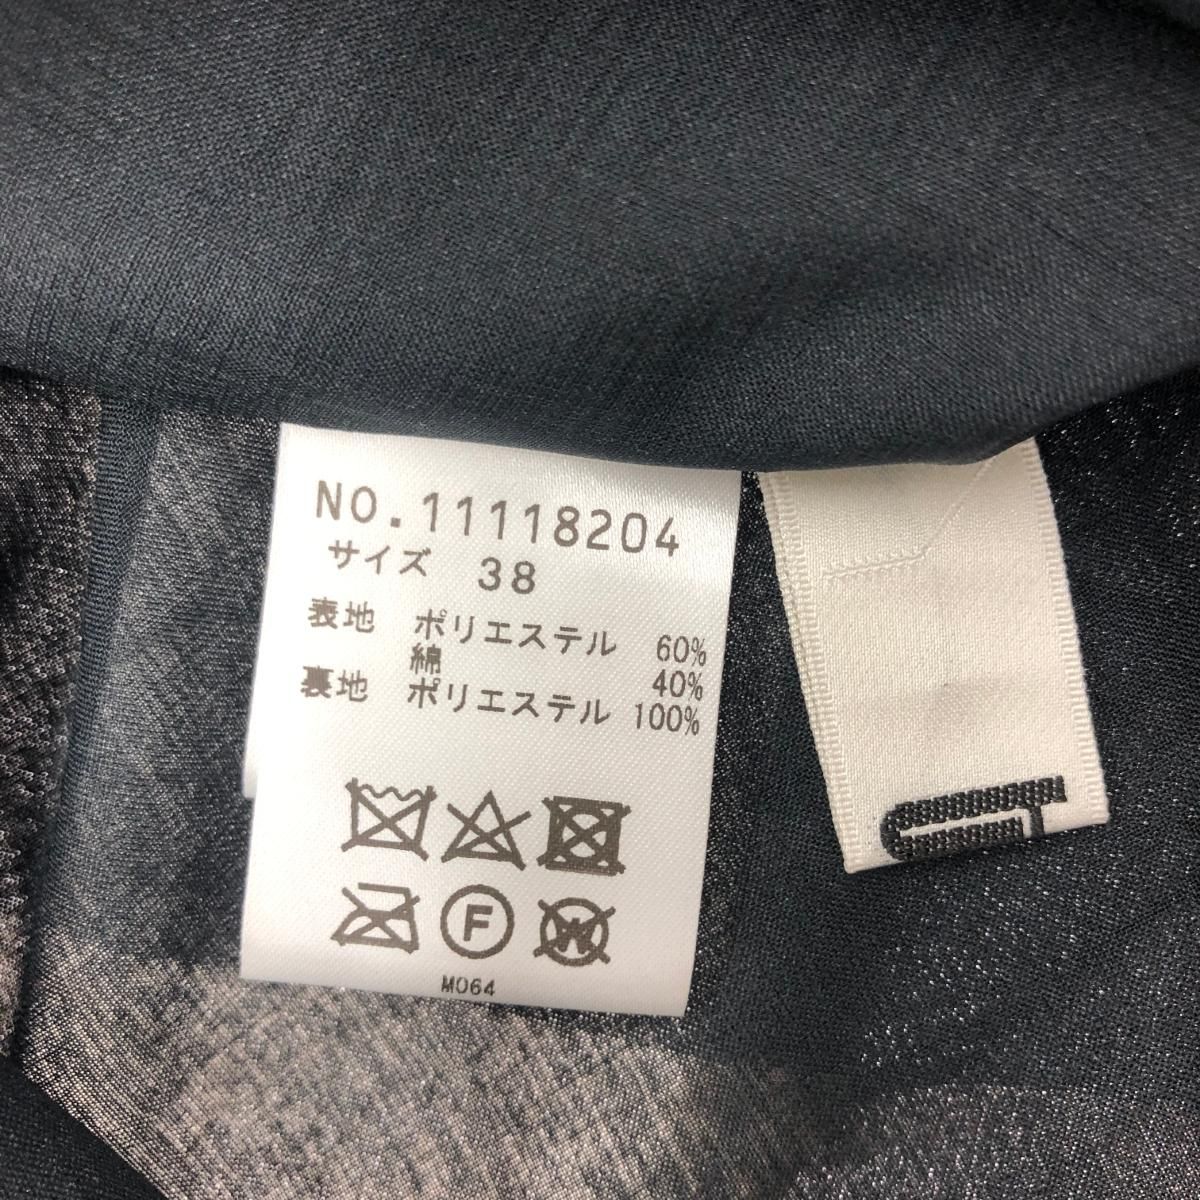 NO.11118204
サイズ 38
表地 ポリエステル 60%
綿 40%
裏地 ポリエステル 100%
F
W
M064